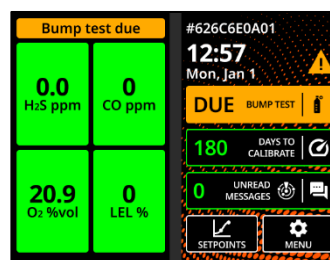 Bump test due
0.0
H2S ppm
0
CO ppm
20.9
O2 %vol
0
LEL %
#626C6E0A01
12:57
Mon, Jan 1
DUE BUMP TEST
180 DAYS TO
CALIBRATE
0 UNREAD
MESSAGES
SETPOINTS
MENU